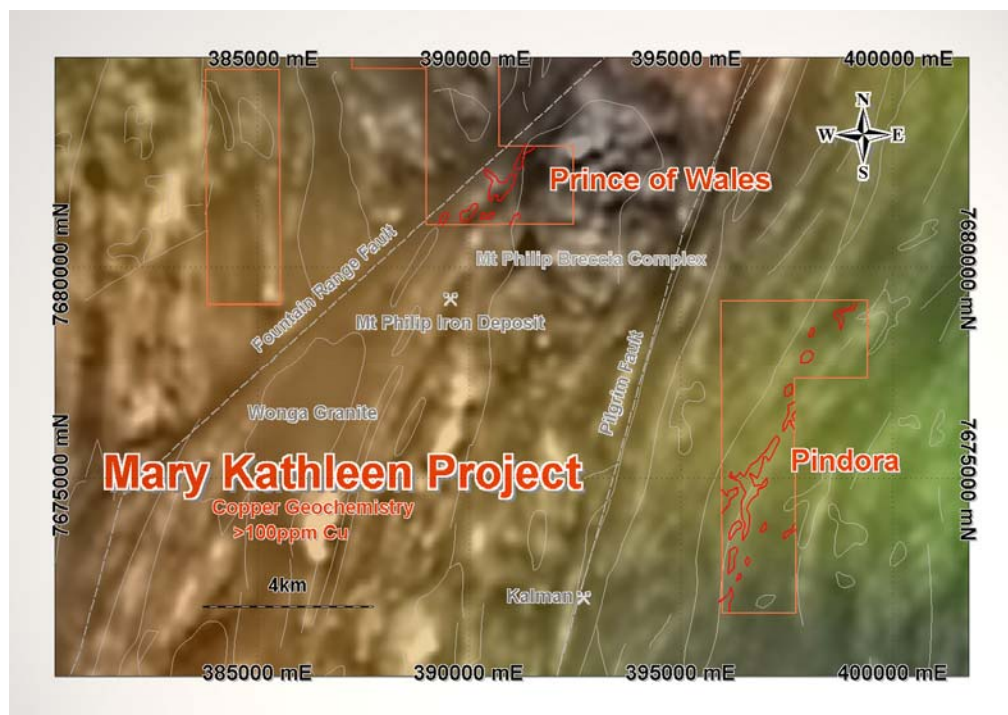 385000 mE
390000 mE
395000 mE
400000 mE
N
W
E
S
Prince of Wales
7680000 mN
7680000 mN
Mt Philip Breccia Complex
Fountain Range Fault
Mt Philip Iron Deposit
Pilgrim Fault
Wonga Granite
Mary Kathleen Project
Pindora
7675000 mN
7675000 mN
Copper Geochemistry
>100ppm Cu
4km
Kalman
385000 mE
390000 mE
395000 mE
400000 mE